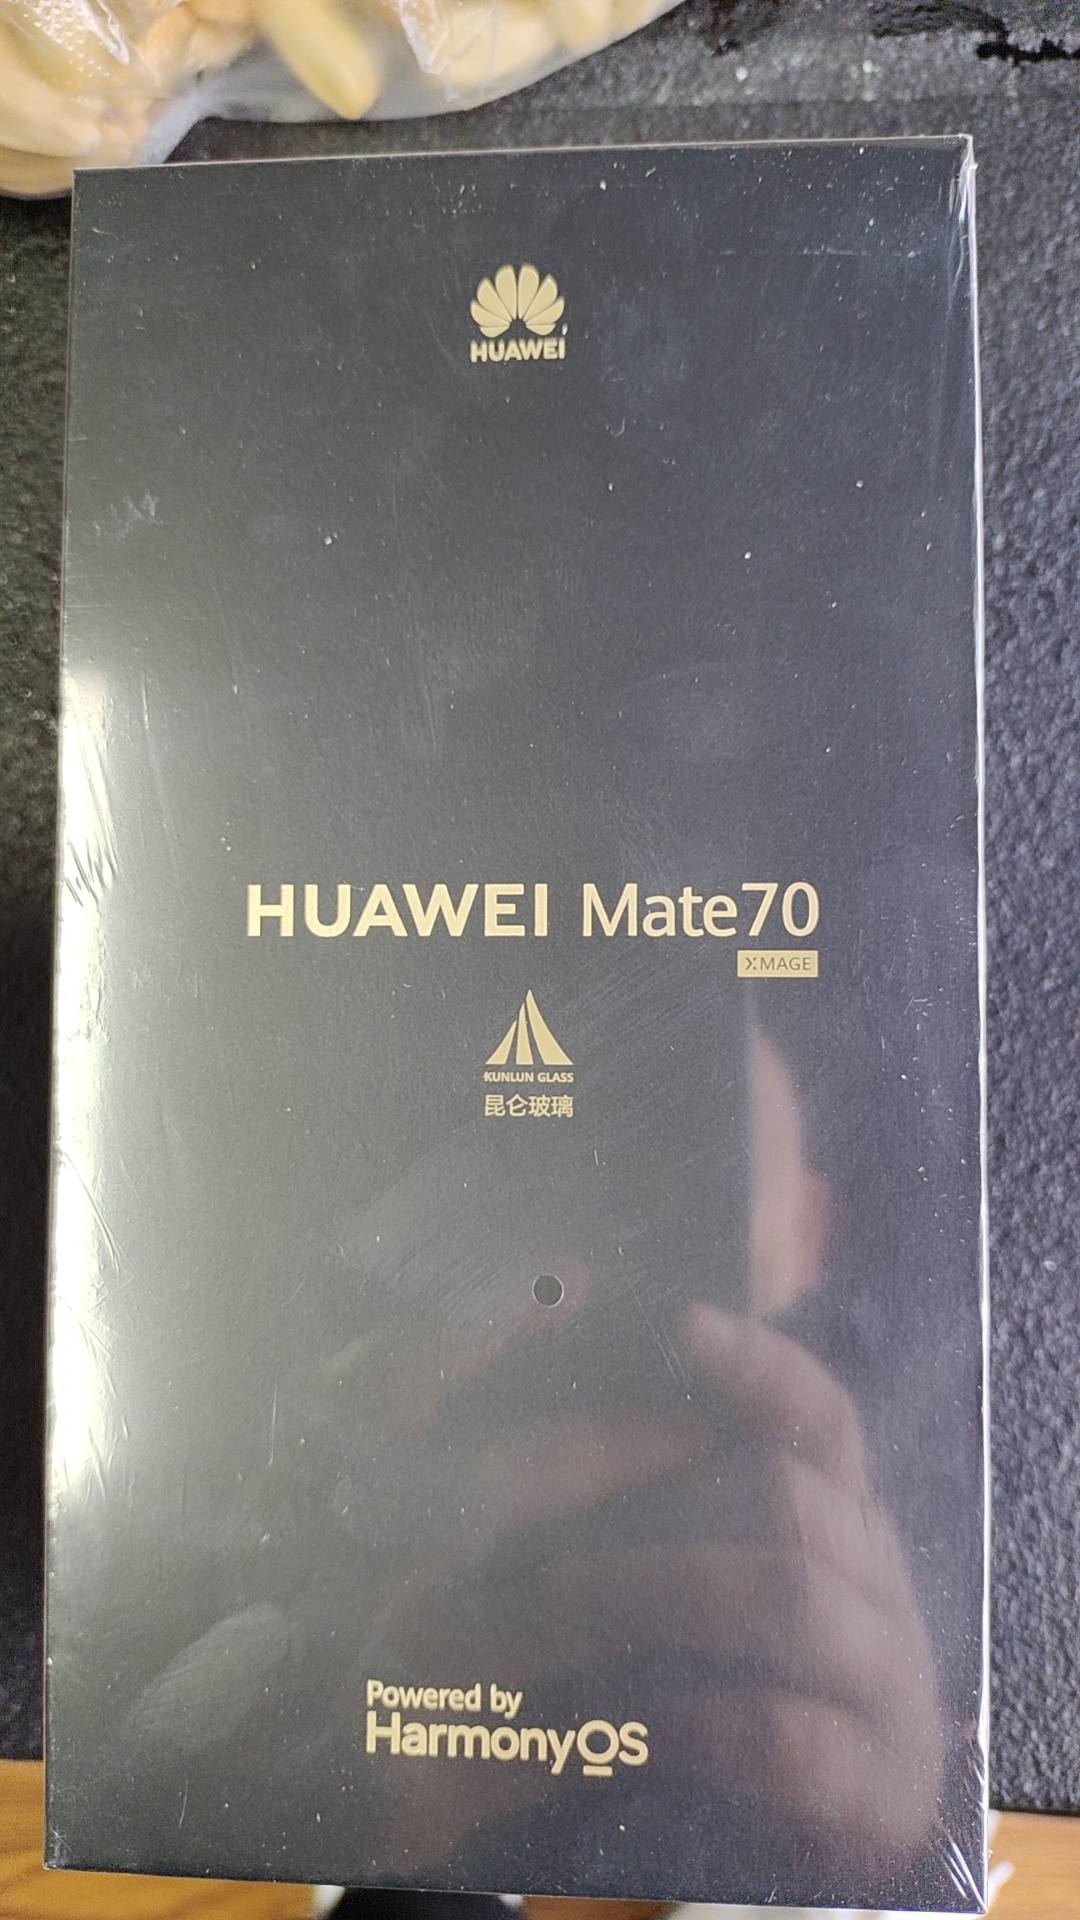 HUAWEI
HUAWEI Mate70
XMAGE
KUNLUN GLASS
昆仑玻璃
Powered by
HarmonyOS